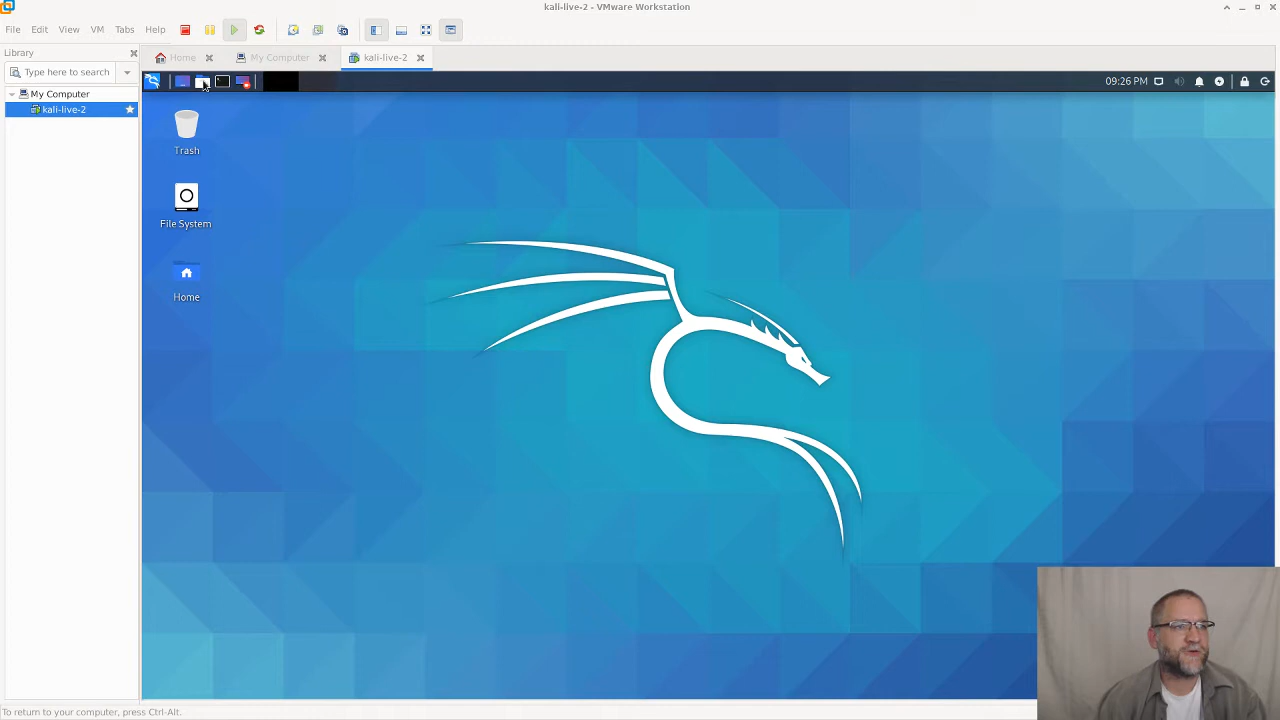 kali-live-2 - VMware Workstation
File Edit View VM Tabs Help
Library
Type here to search
My Computer
kali-live-2
Home
My Computer
kali-live-2
09:26 PM
Trash
File System
Home
To return to your computer, press Ctrl-Alt.